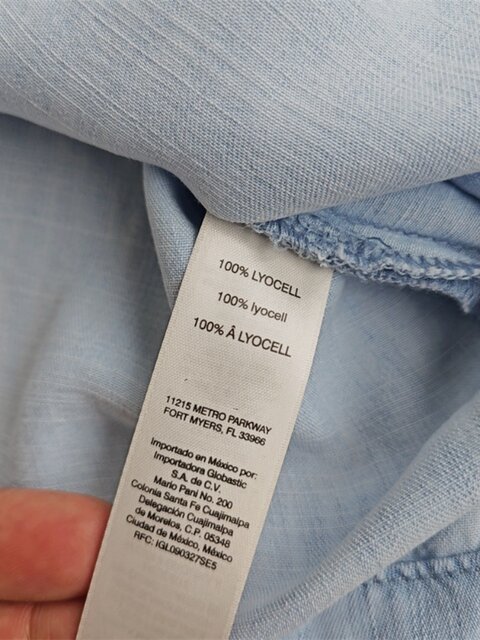 100% LYOCELL
100% lyocell
100% Â LYOCELL
11215 METRO PARKWAY
FORT MYERS, FL 33966
Importado en México por:
Importadora Globastic
S.A. de C.V.
Mario Pani No. 200
Colonia Santa Fe Cuajimalpa
Delegación Cuajimalpa
de Morelos, C.P. 05348
Ciudad de México, México
RFC: IGL090327SE5